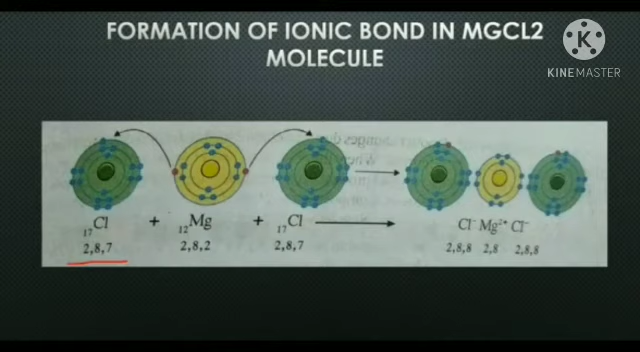 FORMATION OF IONIC BOND IN MGCL2
MOLECULE
K
KINEMASTER
17Cl + 12Mg + 17Cl Cl⁻ Mg²⁺ Cl⁻
2,8,7 2,8,2 2,8,7 2,8,8 2,8 2,8,8